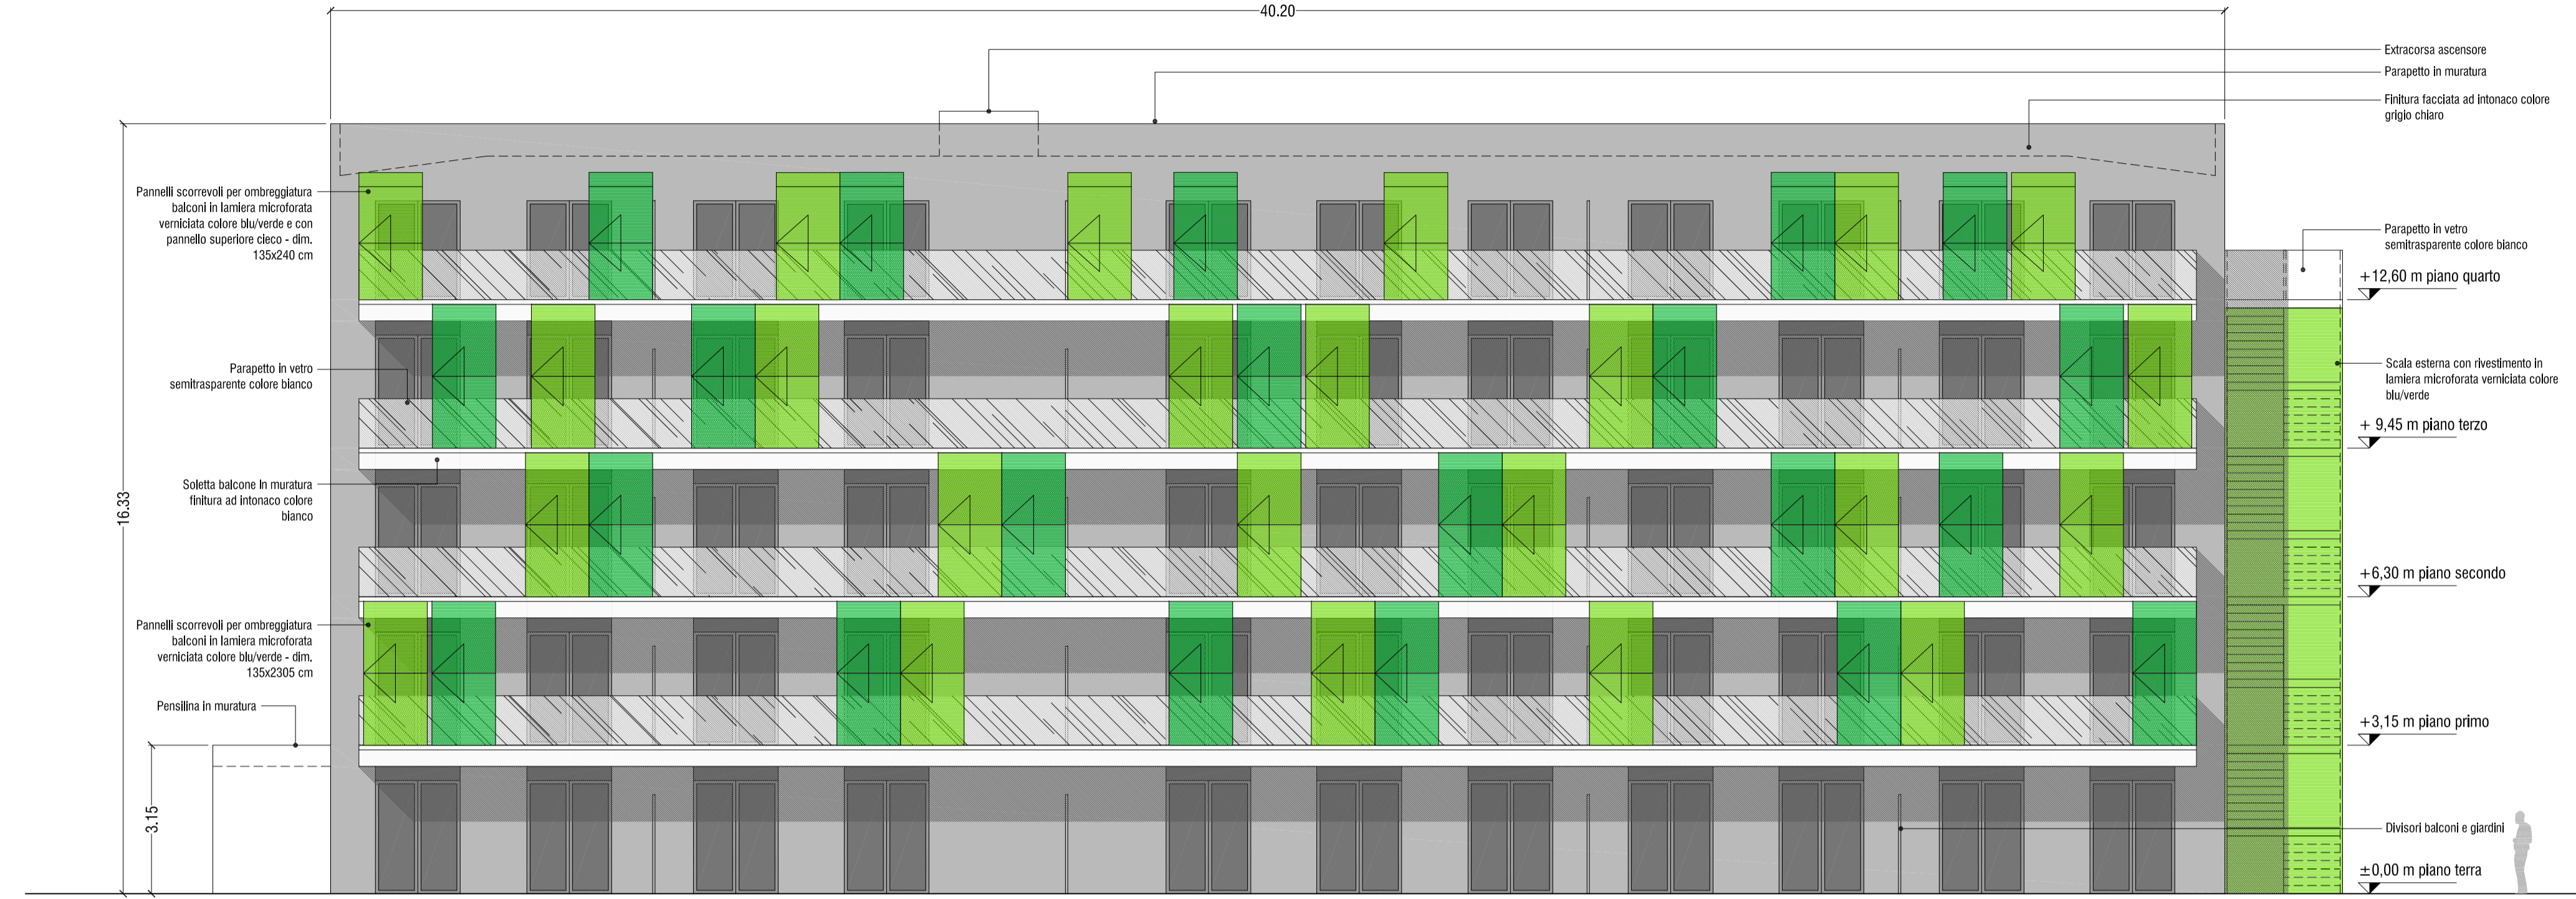 40.20
Extracorsa ascensore
Parapetto in muratura
Finitura facciata ad intonaco colore
grigio chiaro
Pannelli scorrevoli per ombreggiatura
balconi in lamiera microforata
verniciata colore blu/verde e con
pannello superiore cieco - dim.
135x240 cm
Parapetto in vetro
semitrasparente colore bianco
+12,60 m piano quarto
Parapetto in vetro
semitrasparente colore bianco
Scala esterna con rivestimento in
lamiera microforata verniciata colore
blu/verde
+ 9,45 m piano terzo
Soletta balcone in muratura
finitura ad intonaco colore
bianco
16.33
+6,30 m piano secondo
Pannelli scorrevoli per ombreggiatura
balconi in lamiera microforata
verniciata colore blu/verde - dim.
135x2305 cm
Pensilina in muratura
+3,15 m piano primo
3.15
Divisori balconi e giardini
±0,00 m piano terra